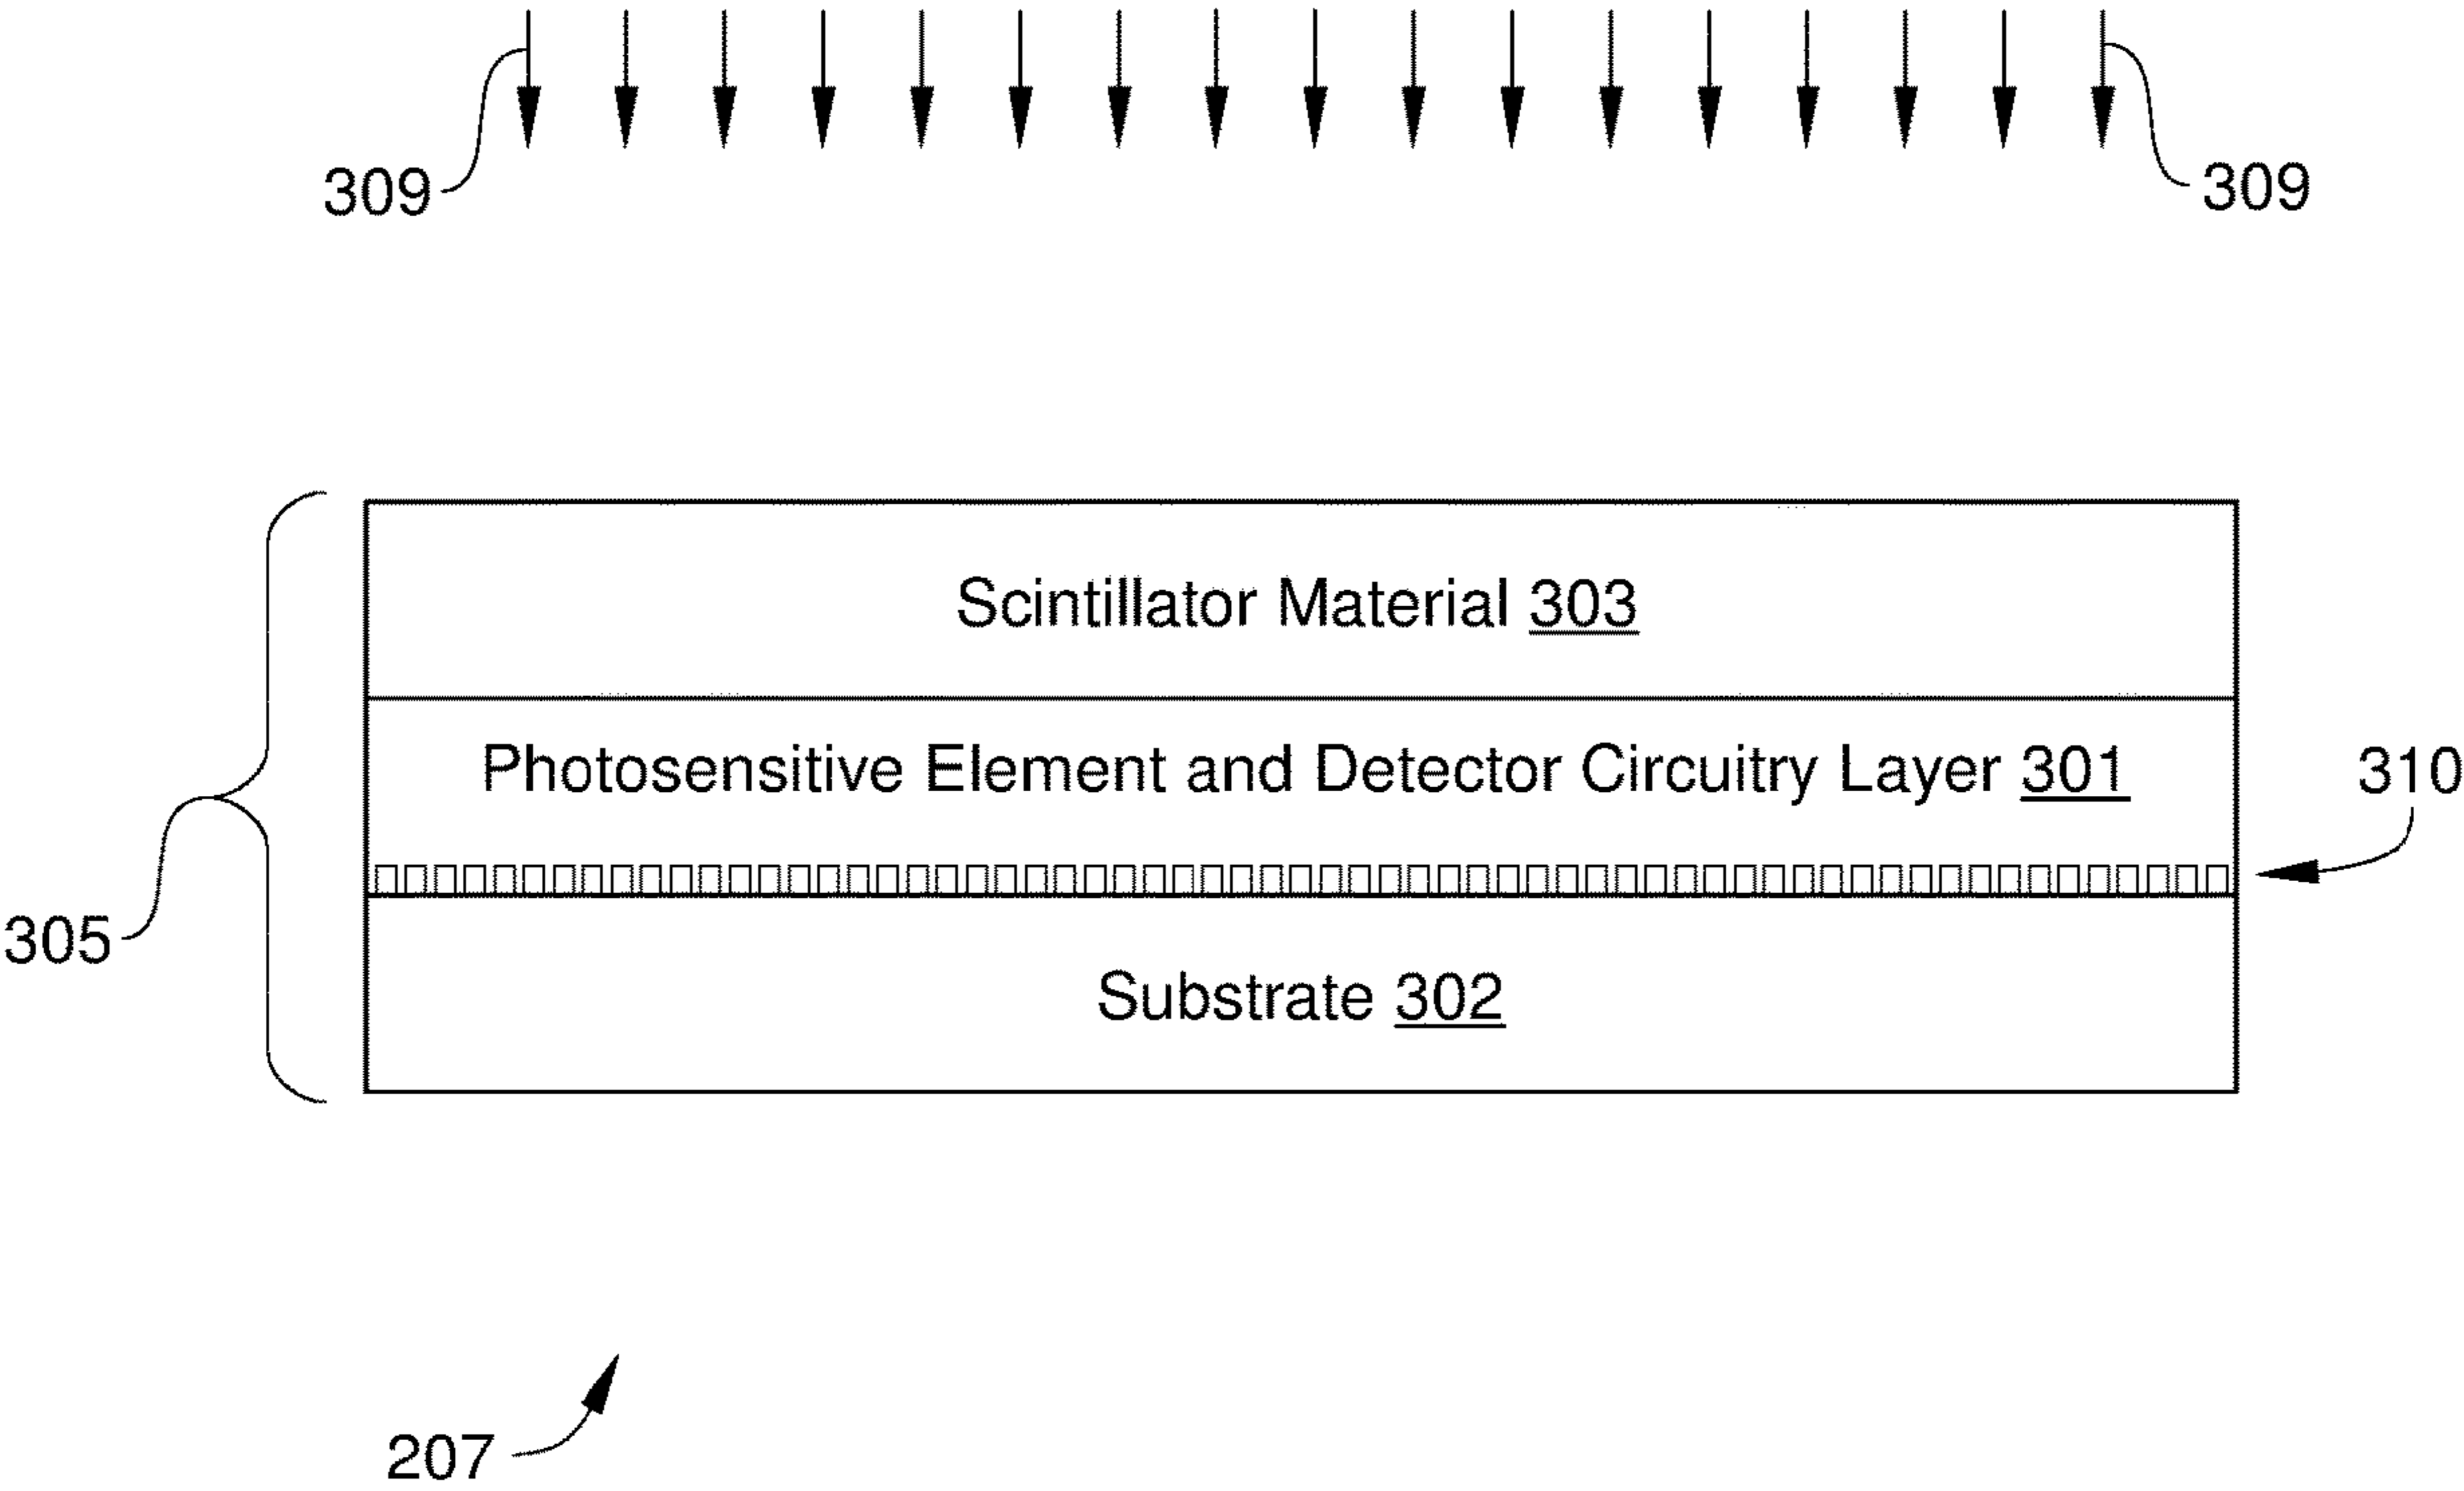 309
309
Scintillator Material 303
Photosensitive Element and Detector Circuitry Layer 301
310
305
Substrate 302
207